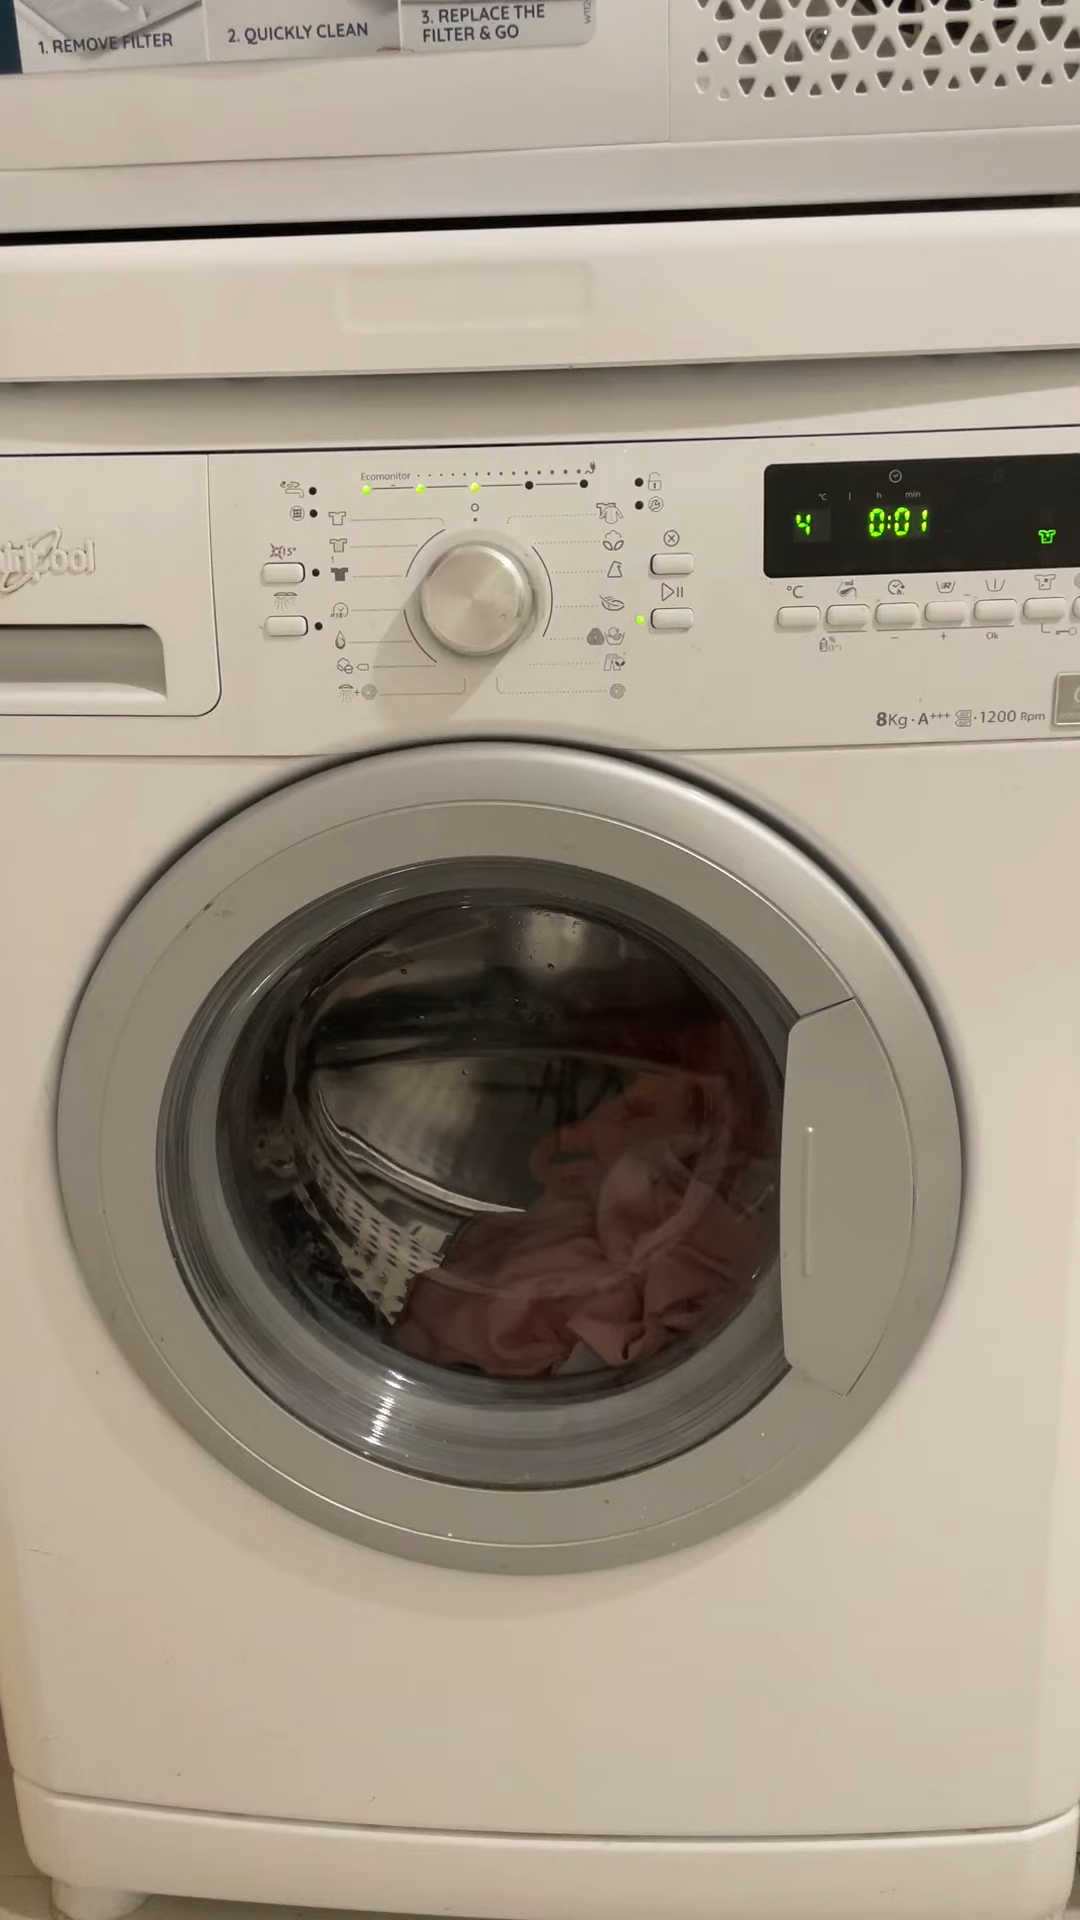 1. REMOVE FILTER
2. QUICKLY CLEAN
3. REPLACE THE
FILTER & GO
Ecomonitor
Whirlpool
15°
°C
h
min
4
0:01
°C
Ok
8Kg · A+++ · 1200 Rpm